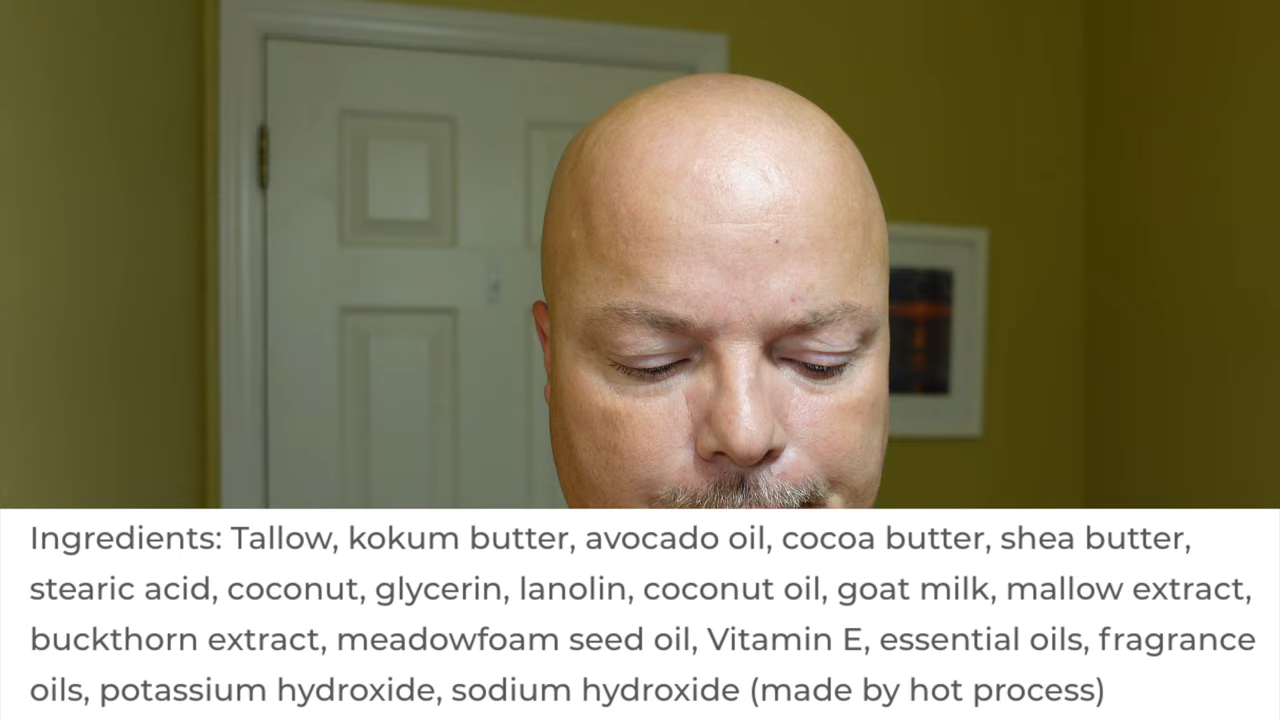 Ingredients: Tallow, kokum butter, avocado oil, cocoa butter, shea butter,
stearic acid, coconut, glycerin, lanolin, coconut oil, goat milk, mallow extract,
buckthorn extract, meadowfoam seed oil, Vitamin E, essential oils, fragrance
oils, potassium hydroxide, sodium hydroxide (made by hot process)